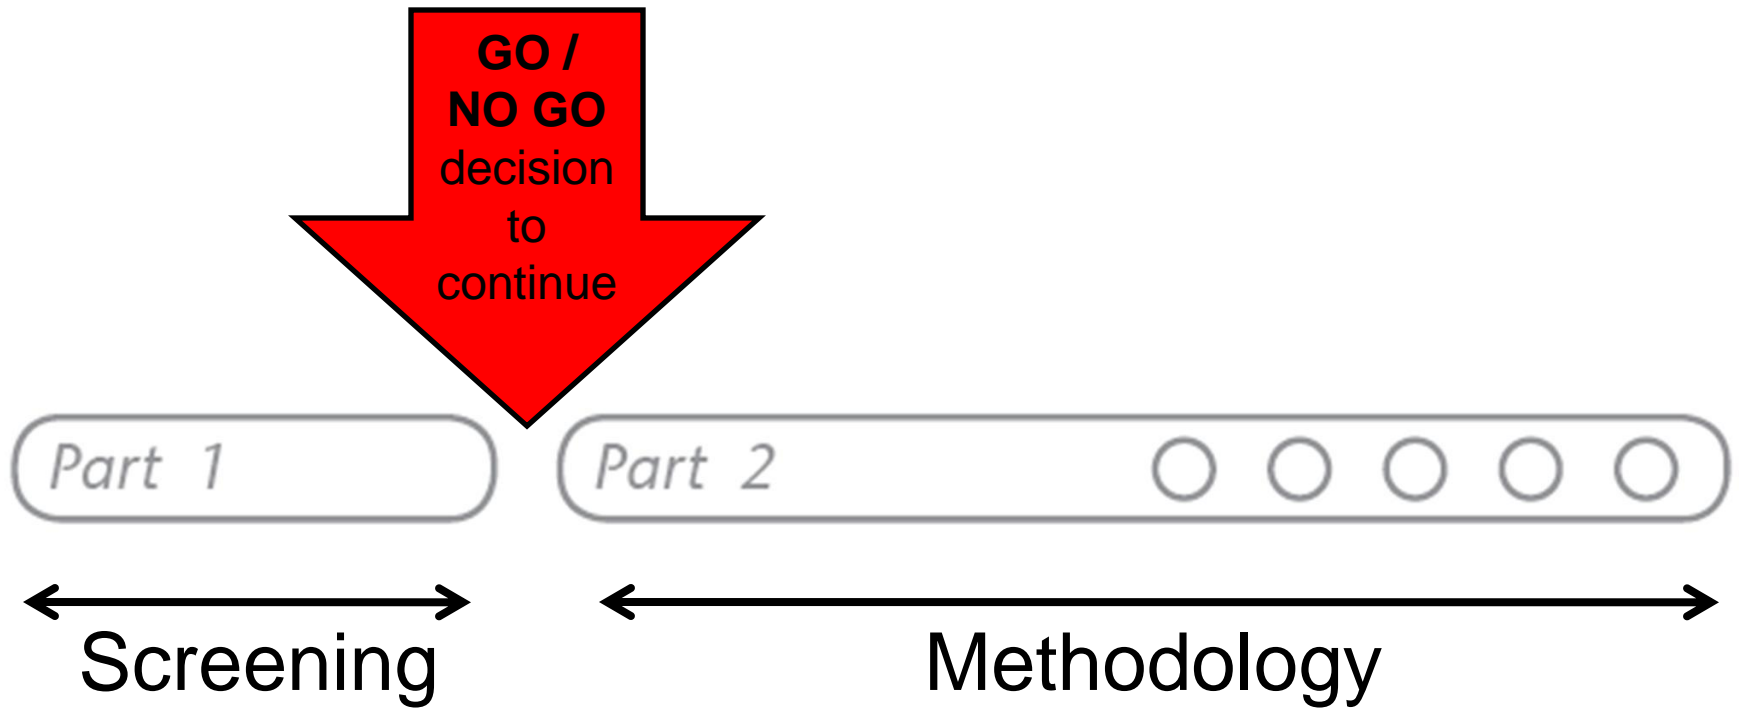 GO /
NO GO
decision
to
continue
Part 1
Part 2
Screening
Methodology